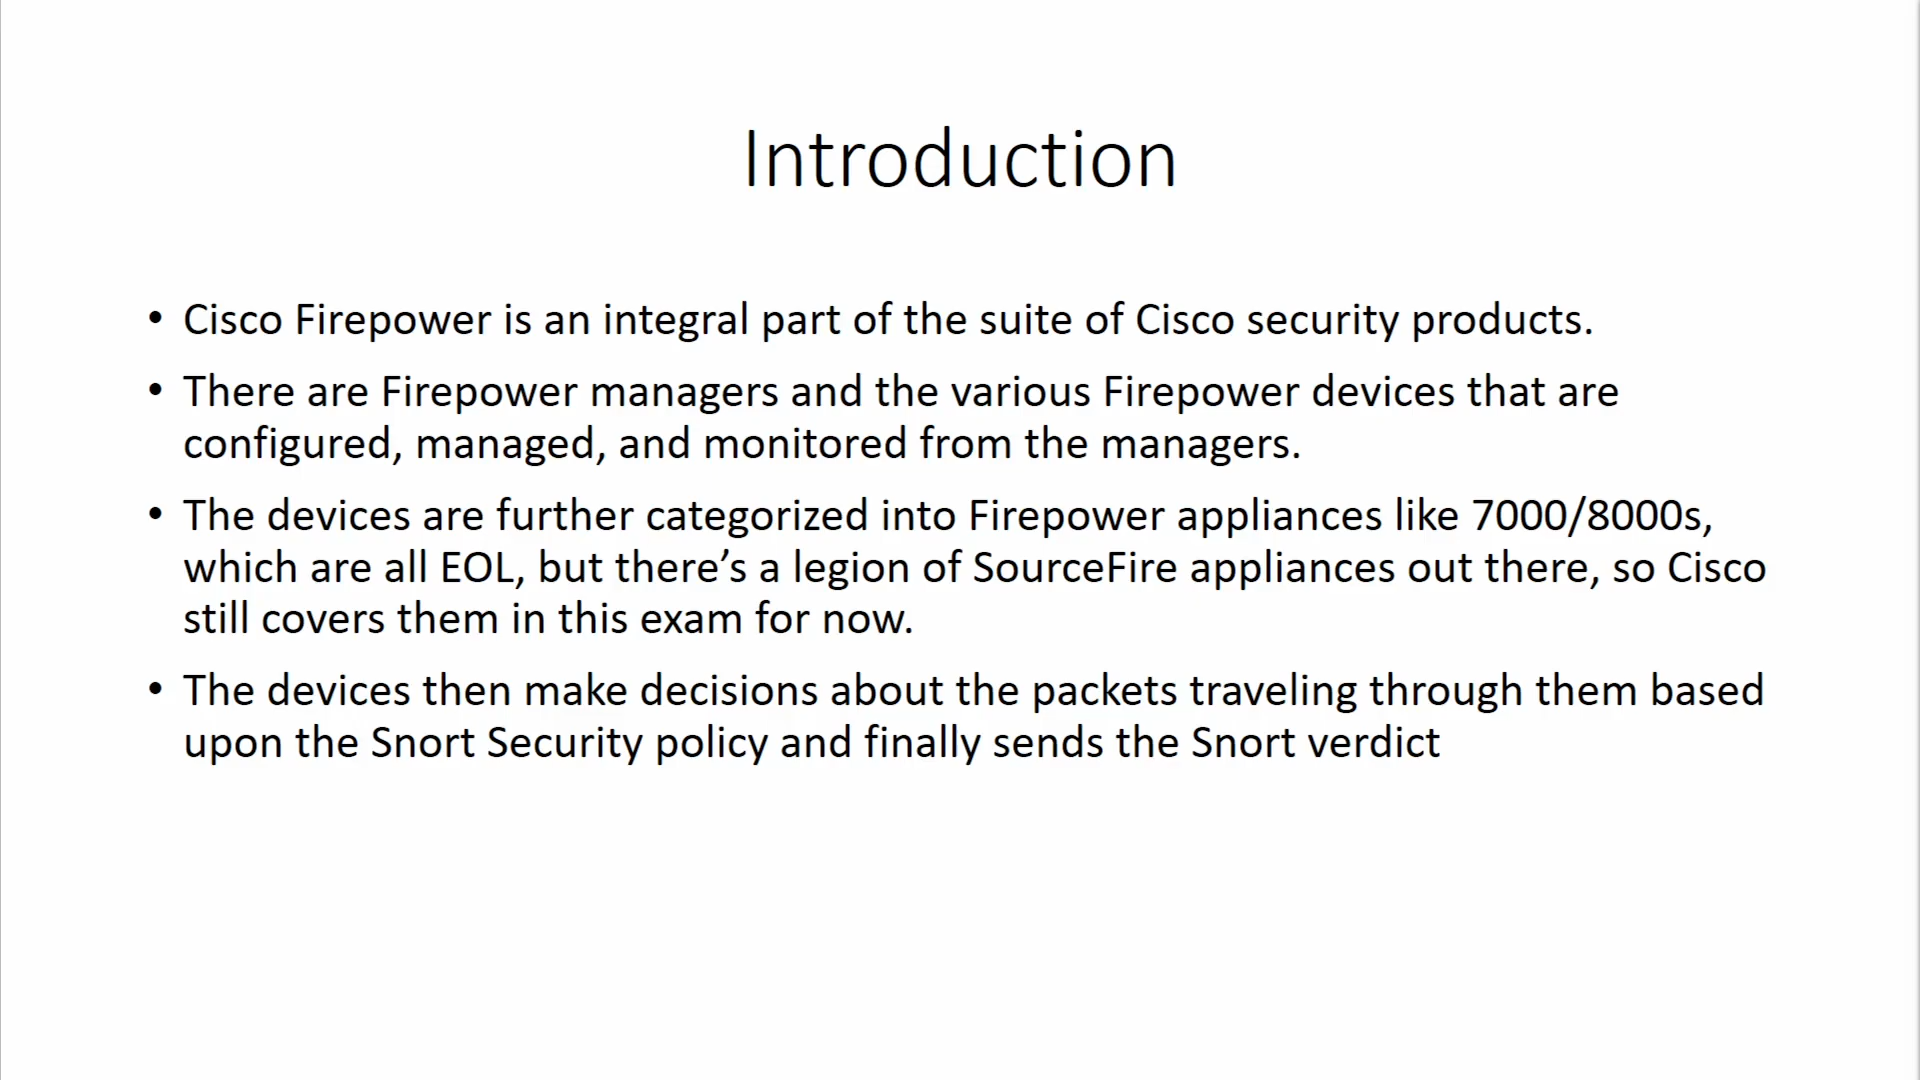 Introduction
• Cisco Firepower is an integral part of the suite of Cisco security products.
• There are Firepower managers and the various Firepower devices that are
configured, managed, and monitored from the managers.
• The devices are further categorized into Firepower appliances like 7000/8000s,
which are all EOL, but there’s a legion of SourceFire appliances out there, so Cisco
still covers them in this exam for now.
• The devices then make decisions about the packets traveling through them based
upon the Snort Security policy and finally sends the Snort verdict